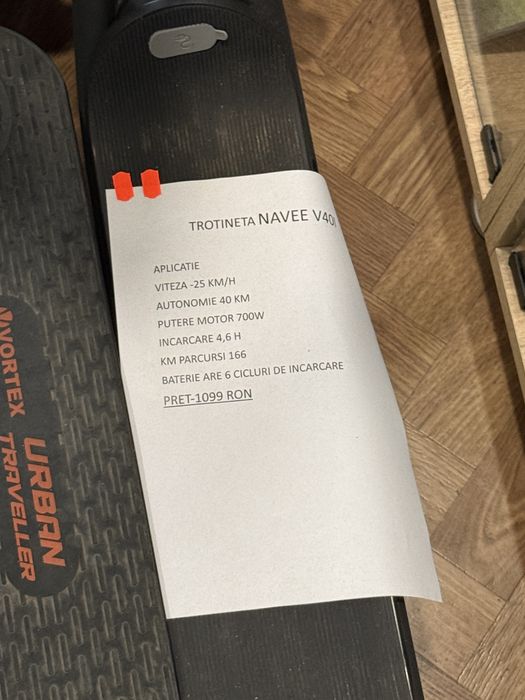 TROTINETA NAVEE V40
APLICATIE
VITEZA -25 KM/H
AUTONOMIE 40 KM
PUTERE MOTOR 700W
INCARCARE 4,6 H
KM PARCURSI 166
BATERIE ARE 6 CICLURI DE INCARCARE
PRET-1099 RON
VORTEX
URBAN
TRAVELLER